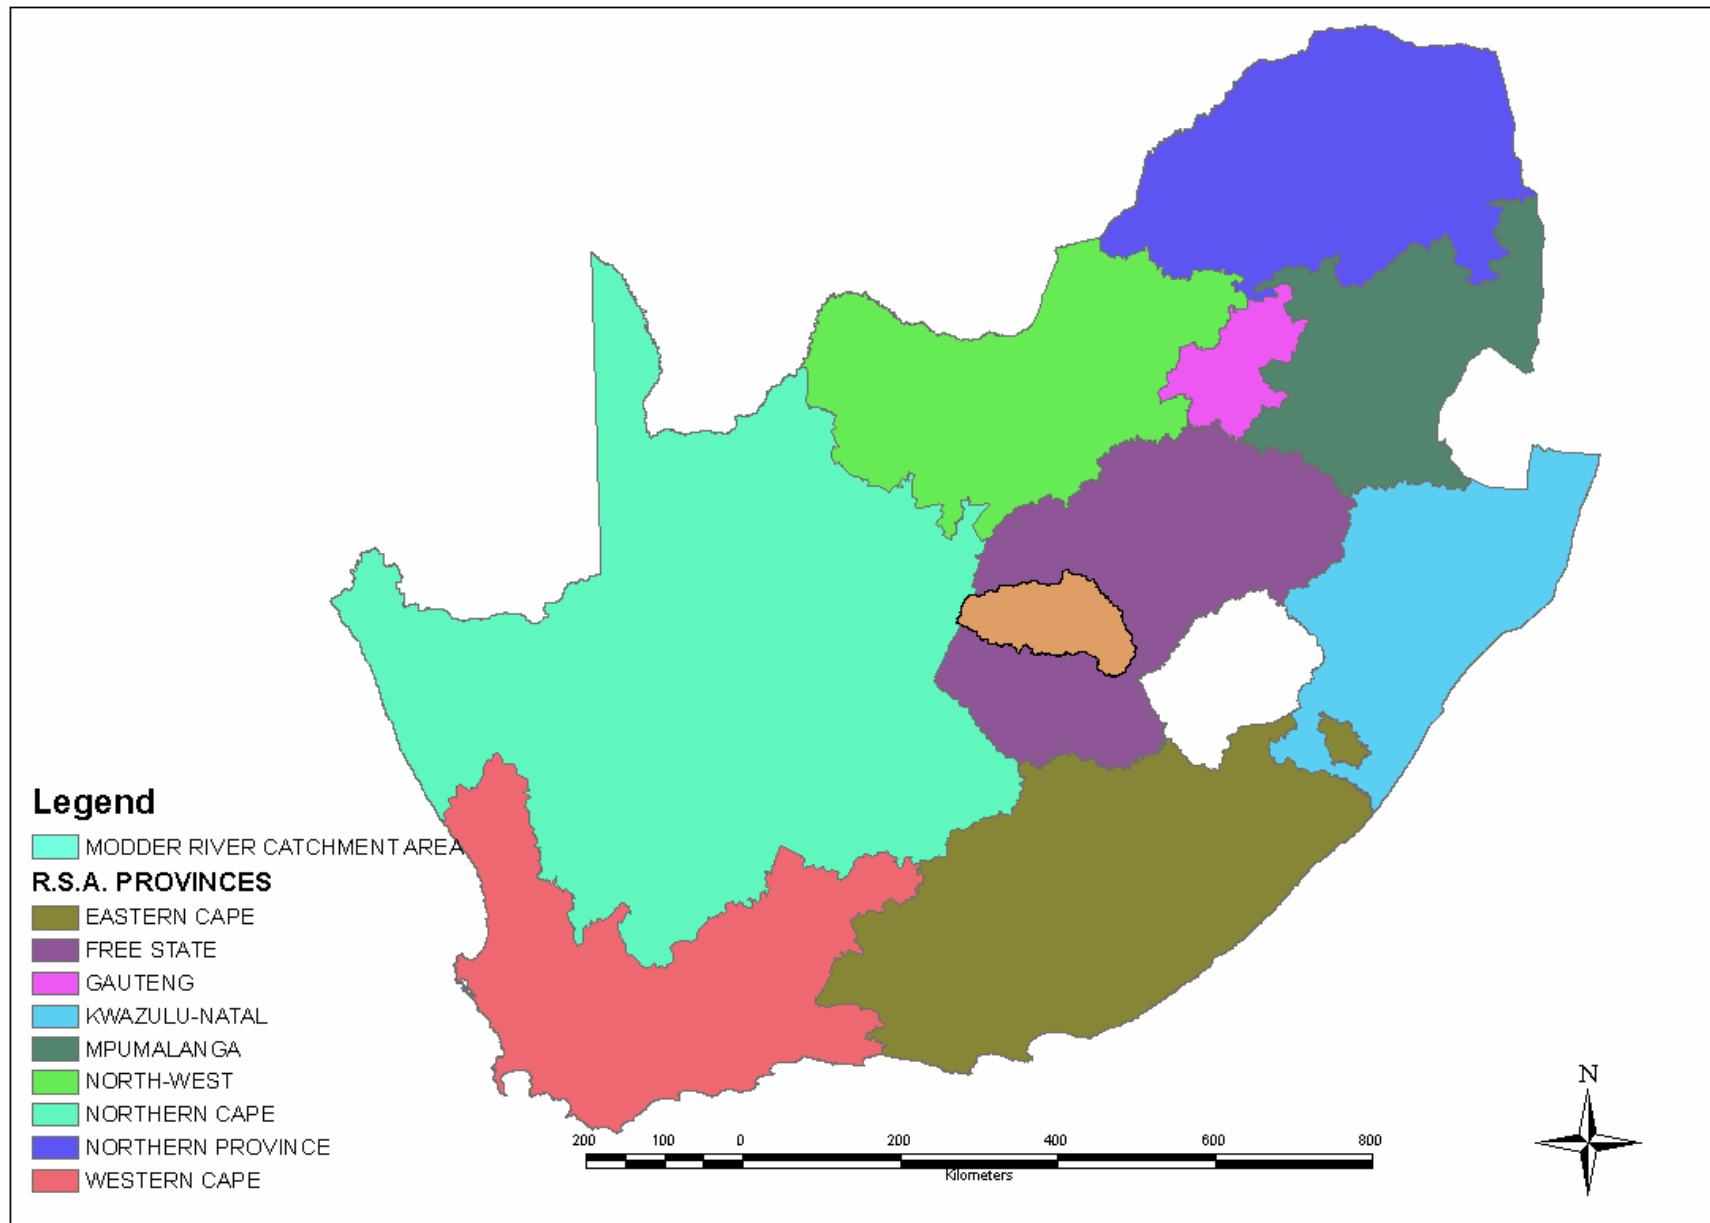 Legend
MODDER RIVER CATCHMENT AREA
R.S.A. PROVINCES
EASTERN CAPE
FREE STATE
GAUTENG
KWAZULU-NATAL
MPUMALANGA
NORTH-WEST
NORTHERN CAPE
NORTHERN PROVINCE
WESTERN CAPE
200 100 0 200 400 600 800
Kilometers
N